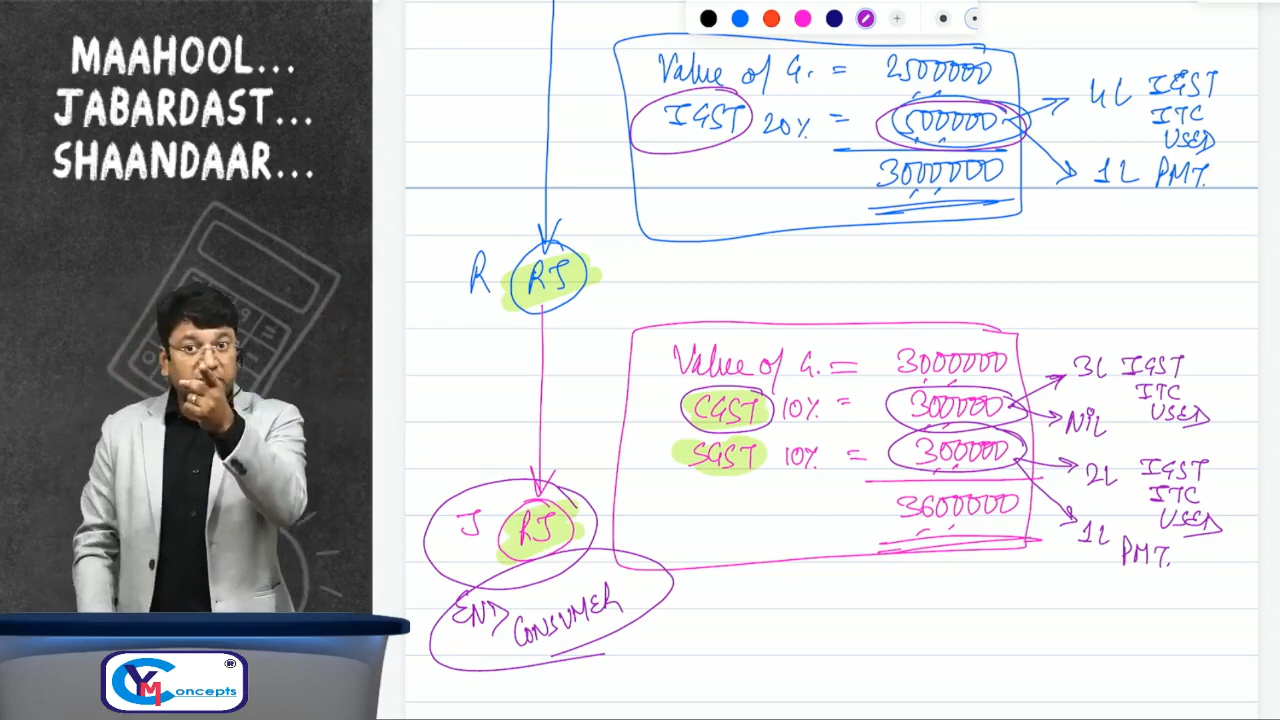 MAAHOOL...
JABARDAST...
SHAANDAAR...
Value of G. = 2500000
IGST 20% = 500000
3000000
4L IGST
ITC
USED
1L PMT.
R RJ
Value of G. = 3000000
CGST 10% = 300000
SGST 10% = 300000
3600000
3L IGST
ITC
USED
NIL
2L IGST
ITC
USED
1L PMT.
J RJ
END CONSUMER
YM Concepts ®